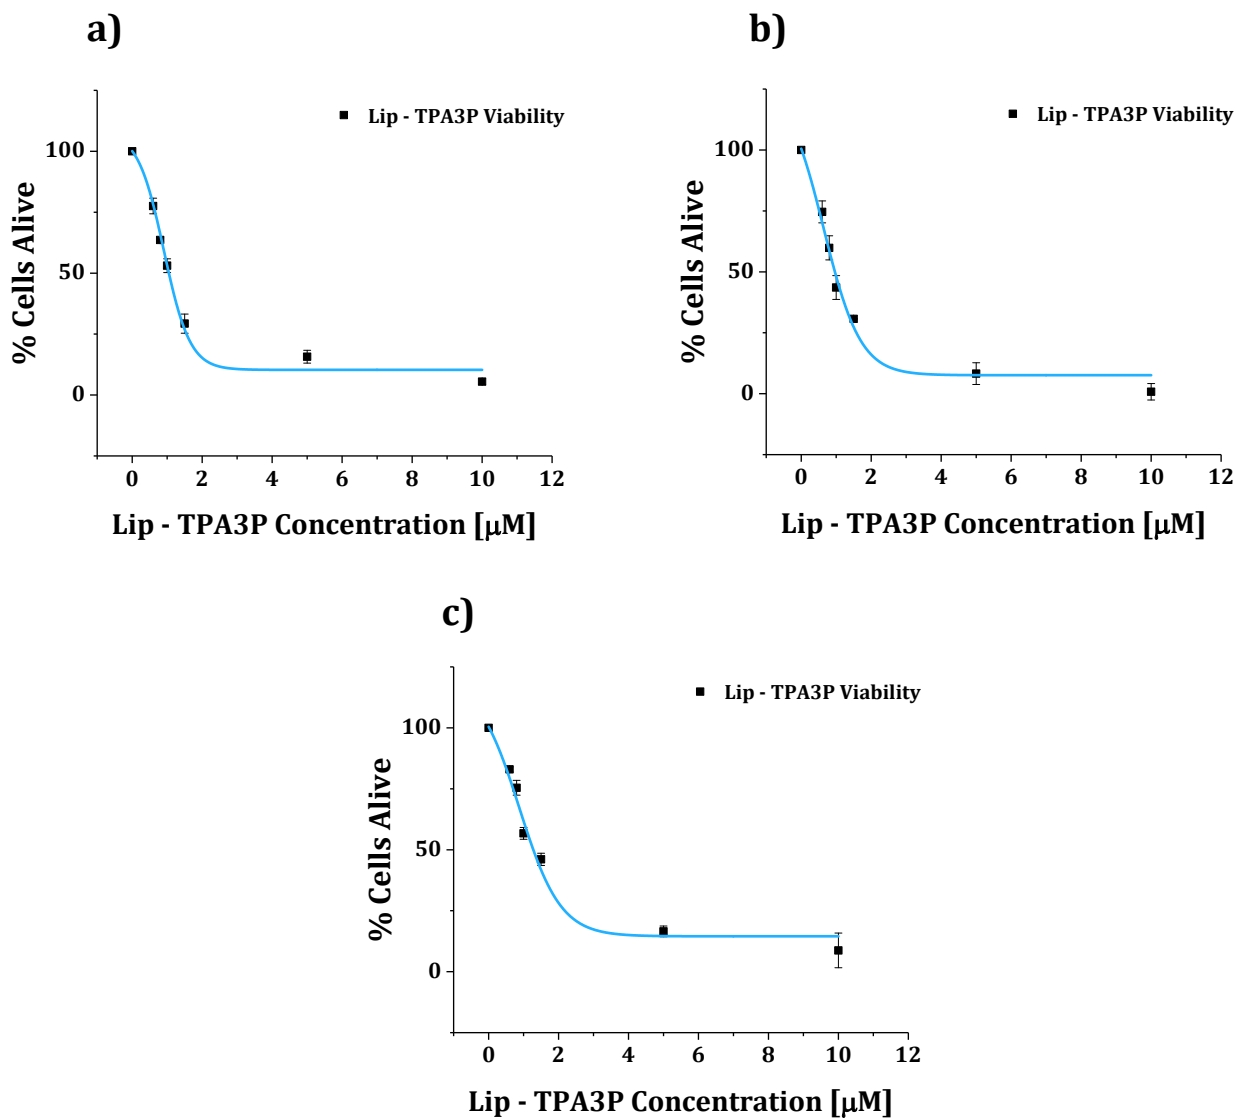 a)
Lip - TPA3P Viability
100
50
0
% Cells Alive
0 2 4 6 8 10 12
Lip - TPA3P Concentration [μM]
b)
Lip - TPA3P Viability
100
50
0
% Cells Alive
0 2 4 6 8 10 12
Lip - TPA3P Concentration [μM]
c)
Lip - TPA3P Viability
100
50
0
% Cells Alive
0 2 4 6 8 10 12
Lip - TPA3P Concentration [μM]